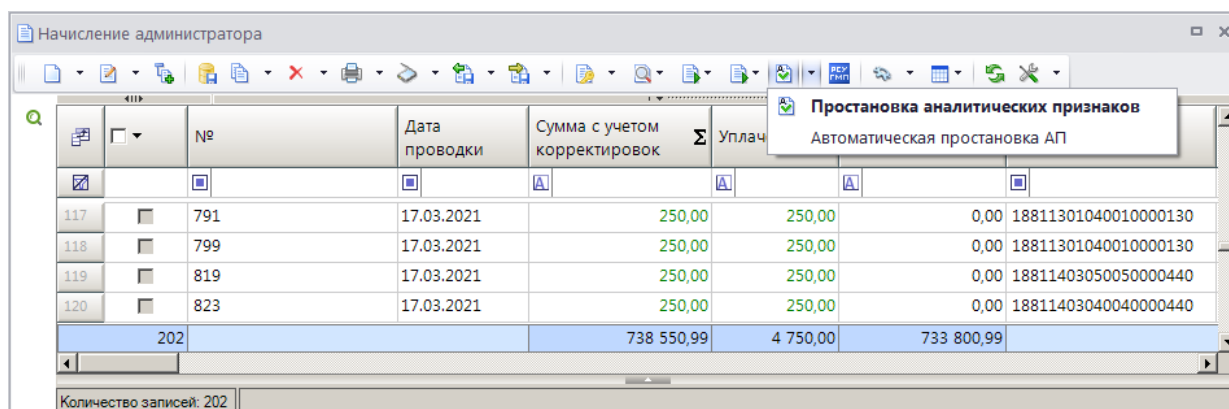 Начисление администратора
РСУ ГМП
Простановка аналитических признаков
Автоматическая простановка АП
№
Дата проводки
Сумма с учетом корректировок Σ
117 791 17.03.2021 250,00 250,00 0,00 18811301040010000130
118 799 17.03.2021 250,00 250,00 0,00 18811301040010000130
119 819 17.03.2021 250,00 250,00 0,00 18811403050050000440
120 823 17.03.2021 250,00 250,00 0,00 18811403040040000440
202 738 550,99 4 750,00 733 800,99
Количество записей: 202